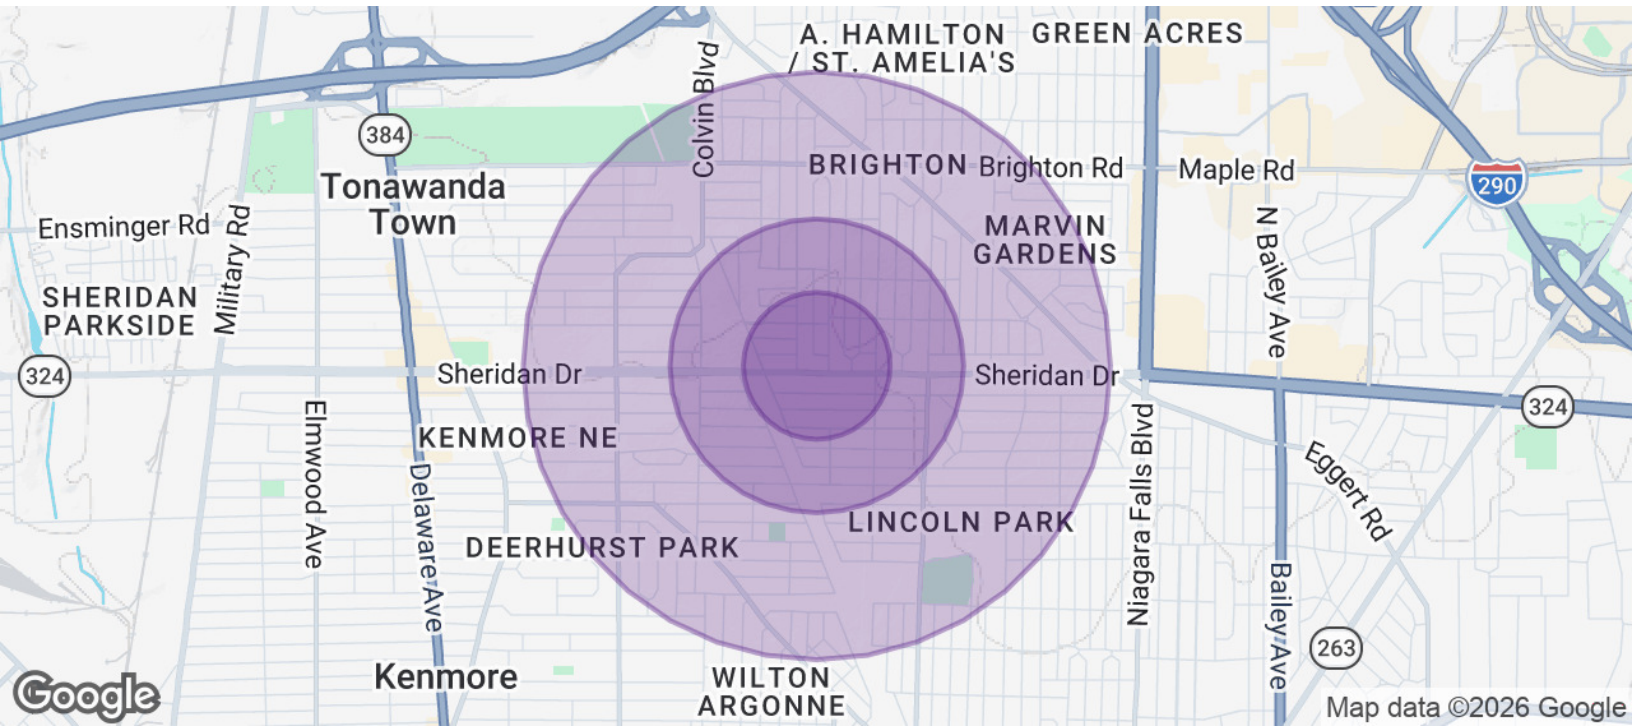 A. HAMILTON
/ ST. AMELIA'S
GREEN ACRES
Colvin Blvd
384
BRIGHTON
Brighton Rd
Maple Rd
290
Tonawanda
Town
Ensminger Rd
Military Rd
MARVIN
GARDENS
N Bailey Ave
SHERIDAN
PARKSIDE
324
Sheridan Dr
Sheridan Dr
324
Elmwood Ave
KENMORE NE
Delaware Ave
Niagara Falls Blvd
Eggert Rd
LINCOLN PARK
DEERHURST PARK
Bailey Ave
263
Kenmore
WILTON
ARGONNE
Google
Map data ©2026 Google